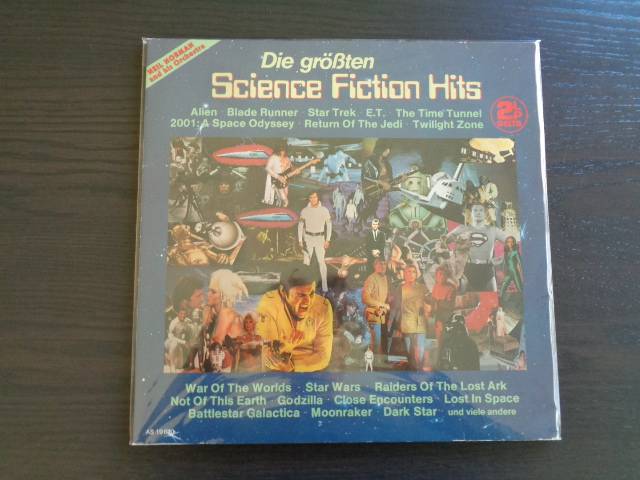 NEIL NORMAN
and his Orchestra
Die größten
Science Fiction Hits
Alien · Blade Runner · Star Trek · E.T. · The Time Tunnel
2001: A Space Odyssey · Return Of The Jedi · Twilight Zone
War Of The Worlds · Star Wars · Raiders Of The Lost Ark
Not Of This Earth · Godzilla · Close Encounters · Lost In Space
Battlestar Galactica · Moonraker · Dark Star · und viele andere